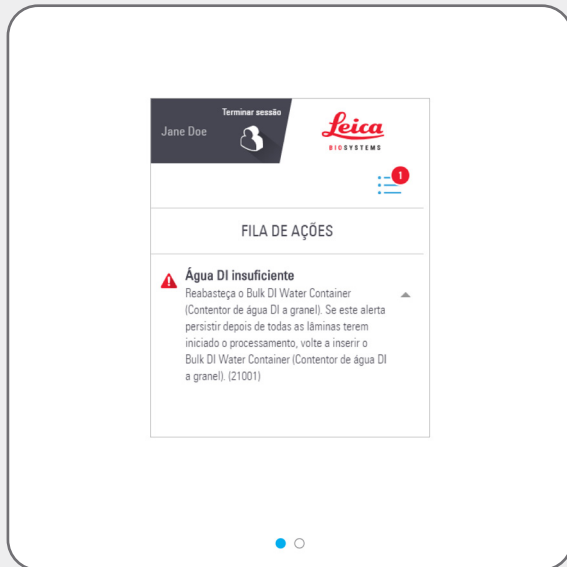 Terminar sessão
Jane Doe
Leica
BIOSYSTEMS
1
FILA DE AÇÕES
Água DI insuficiente
Reabasteça o Bulk DI Water Container
(Contentor de água DI a granel). Se este alerta
persistir depois de todas as lâminas terem
iniciado o processamento, volte a inserir o
Bulk DI Water Container (Contentor de água DI
a granel). (21001)